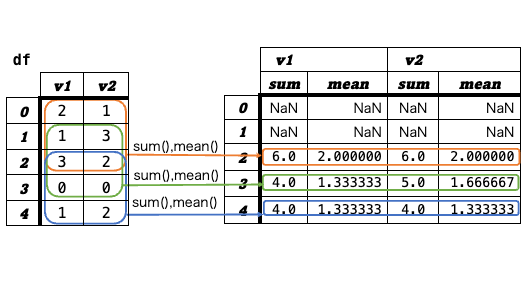 df
v1 v2
0 2 1
1 1 3
2 3 2
3 0 0
4 1 2
sum(),mean()
sum(),mean()
sum(),mean()
v1 v2
sum mean sum mean
0 NaN NaN NaN NaN
1 NaN NaN NaN NaN
2 6.0 2.000000 6.0 2.000000
3 4.0 1.333333 5.0 1.666667
4 4.0 1.333333 4.0 1.333333